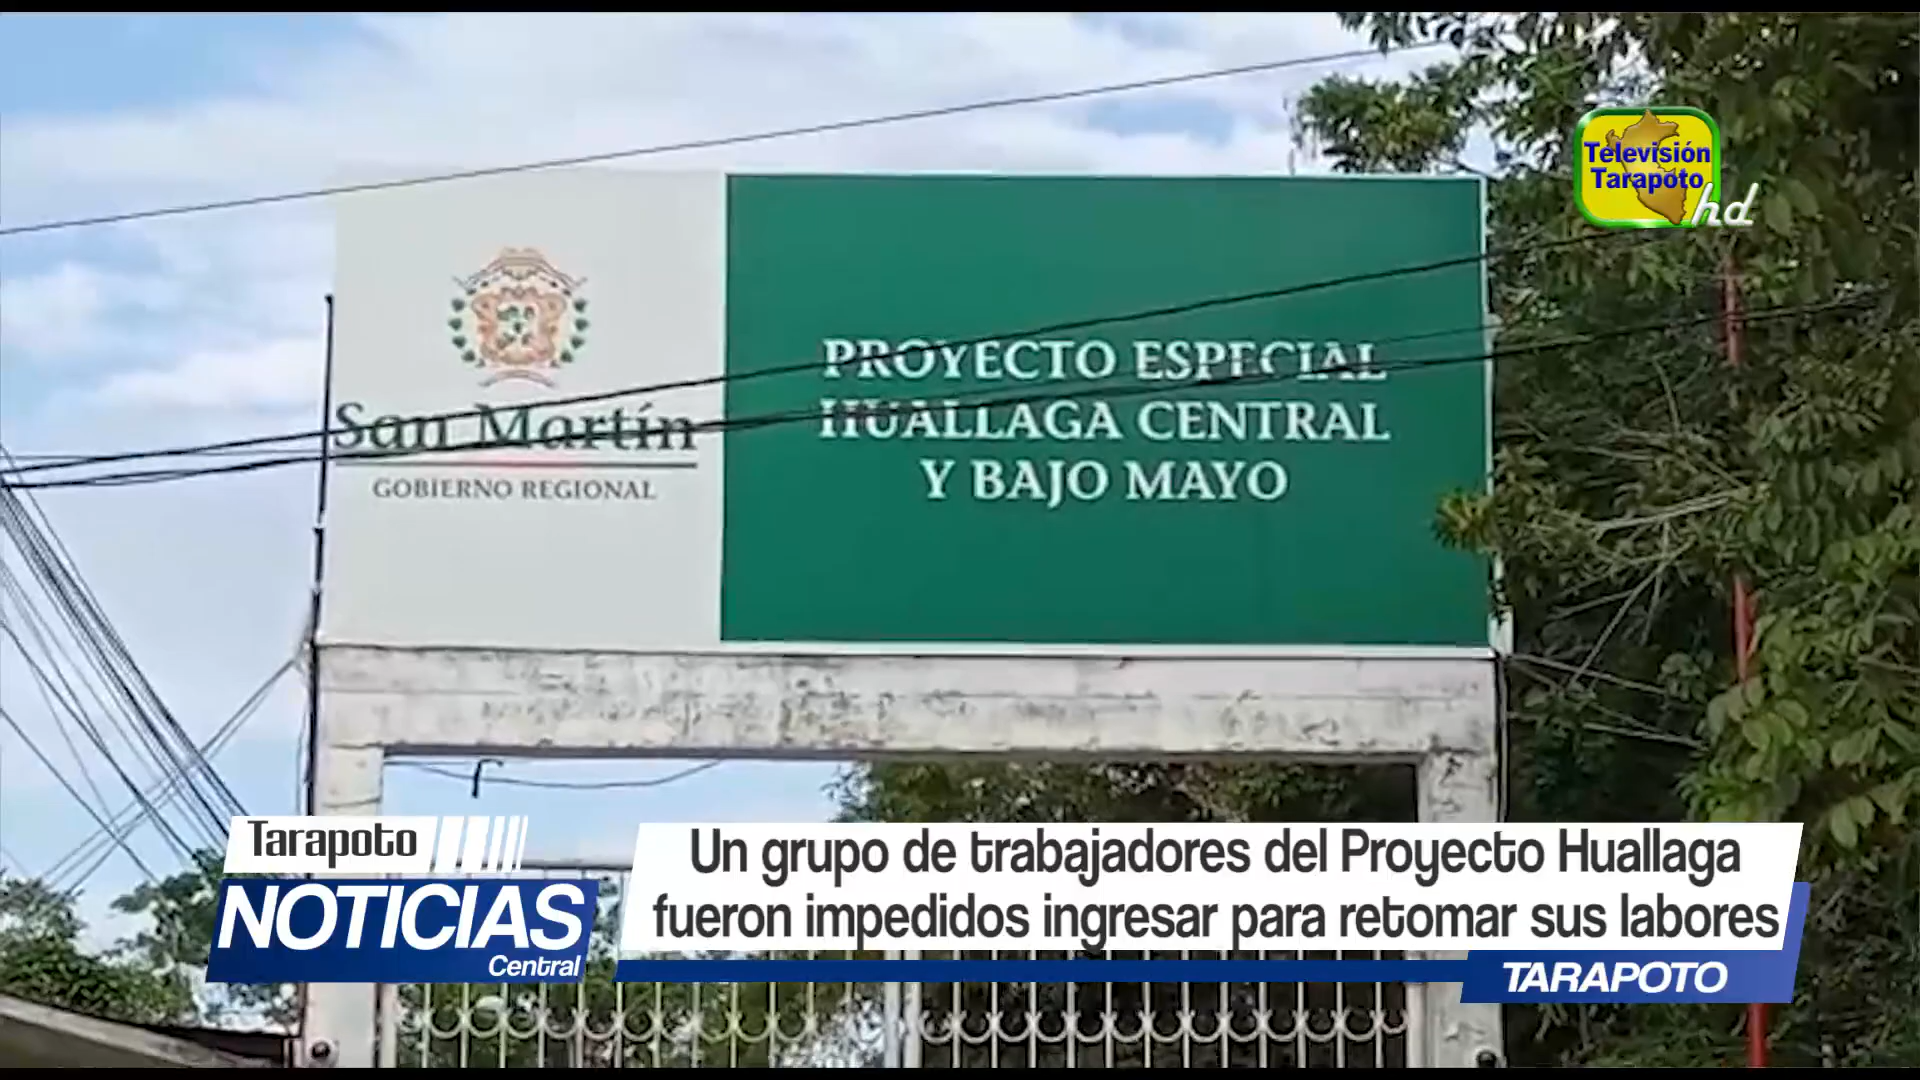 Televisión
Tarapoto
hd
San Martín
GOBIERNO REGIONAL
PROYECTO ESPECIAL
HUALLAGA CENTRAL
Y BAJO MAYO
Tarapoto
NOTICIAS
Central
Un grupo de trabajadores del Proyecto Huallaga
fueron impedidos ingresar para retomar sus labores
TARAPOTO